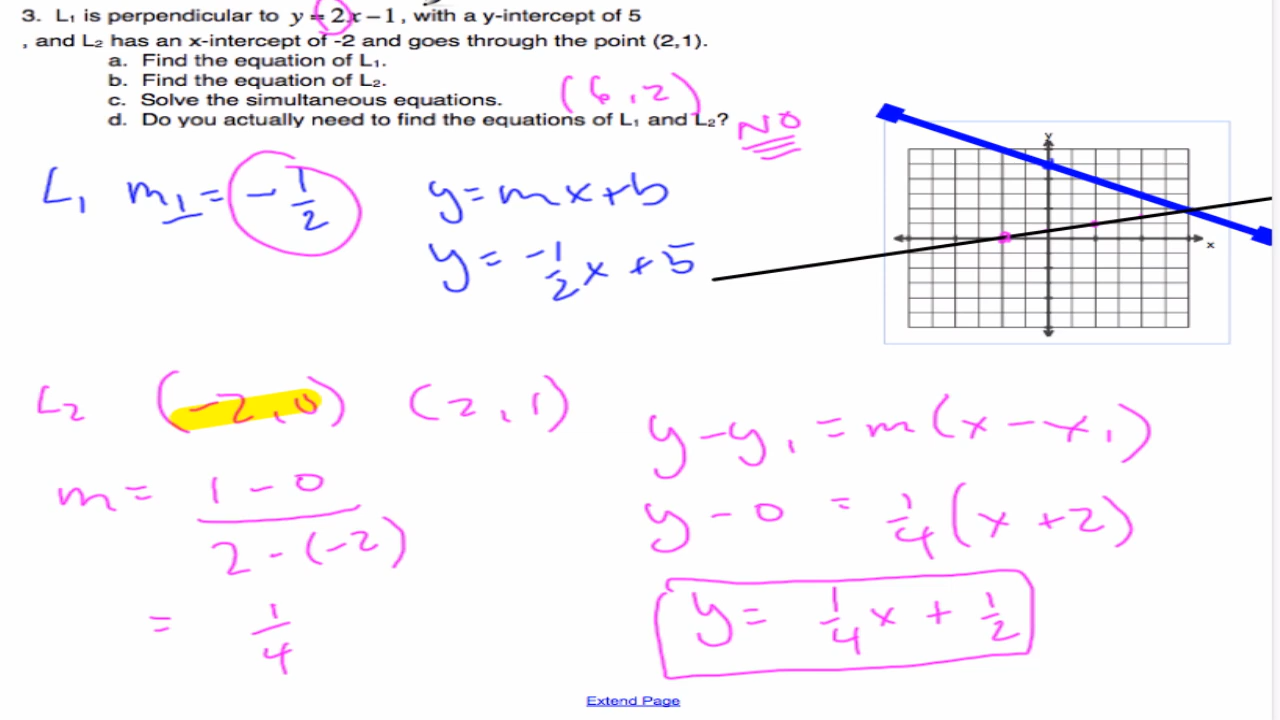 3. L₁ is perpendicular to y = 2x − 1, with a y-intercept of 5
, and L₂ has an x-intercept of -2 and goes through the point (2,1).
a. Find the equation of L₁.
b. Find the equation of L₂.
c. Solve the simultaneous equations.
(6,2)
d. Do you actually need to find the equations of L₁ and L₂?
NO
L₁ m₁ = -1/2
y = mx + b
y = -1/2x + 5
y
x
L₂ (-2,0) (2,1)
m = 1 - 0 / 2 - (-2)
= 1/4
y - y₁ = m(x - x₁)
y - 0 = 1/4(x + 2)
y = 1/4x + 1/2
Extend Page